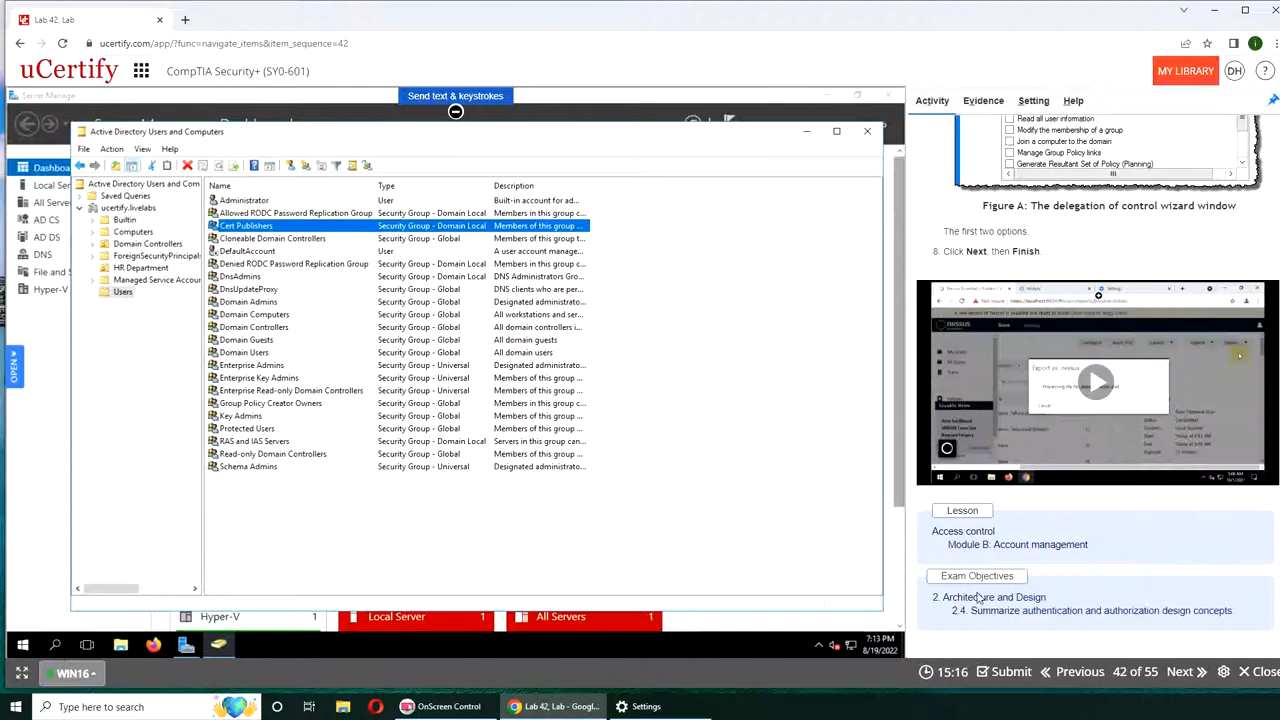 Lab 42, Lab
ucertify.com/app/?func=navigate_items&item_sequence=42
uCertify
CompTIA Security+ (SY0-601)
MY LIBRARY
DH
?
Server Manager
Send text & keystrokes
Activity
Evidence
Setting
Help
Active Directory Users and Computers
File
Action
View
Help
Dashboa
Local Ser
All Serve
AD CS
AD DS
DNS
File and S
Hyper-V
Active Directory Users and Com
Saved Queries
ucertify.livelabs
Builtin
Computers
Domain Controllers
ForeignSecurityPrincipals
HR Department
Managed Service Accour
Users
Name Type Description
Administrator User Built-in account for ad...
Allowed RODC Password Replication Group Security Group - Domain Local Members in this group c...
Cert Publishers Security Group - Domain Local Members of this group ...
Cloneable Domain Controllers Security Group - Global Members of this group ...
DefaultAccount User A user account manage...
Denied RODC Password Replication Group Security Group - Domain Local Members in this group c...
DnsAdmins Security Group - Domain Local DNS Administrators Gro...
DnsUpdateProxy Security Group - Global DNS clients who are per...
Domain Admins Security Group - Global Designated administrato...
Domain Computers Security Group - Global All workstations and ser...
Domain Controllers Security Group - Global All domain controllers i...
Domain Guests Security Group - Global All domain guests
Domain Users Security Group - Global All domain users
Enterprise Admins Security Group - Universal Designated administrato...
Enterprise Key Admins Security Group - Universal Members of this group ...
Enterprise Read-only Domain Controllers Security Group - Universal Members of this group ...
Group Policy Creator Owners Security Group - Global Members in this group c...
Key Admins Security Group - Global Members of this group ...
Protected Users Security Group - Global Members of this group ...
RAS and IAS Servers Security Group - Domain Local Servers in this group can...
Read-only Domain Controllers Security Group - Global Members of this group ...
Schema Admins Security Group - Universal Designated administrato...
Read all user information
Modify the membership of a group
Join a computer to the domain
Manage Group Policy links
Generate Resultant Set of Policy (Planning)
Figure A: The delegation of control wizard window
The first two options.
8. Click Next, then Finish.
nessus
Export as .nessus
Cancel
Lesson
Access control
Module B: Account management
Exam Objectives
2. Architecture and Design
2.4. Summarize authentication and authorization design concepts
OPEN
Hyper-V 1
Local Server 1
All Servers 1
7:13 PM
8/19/2022
WIN16
15:16
Submit
Previous
42 of 55
Next
Close
Type here to search
OnScreen Control
Lab 42, Lab - Googl...
Settings